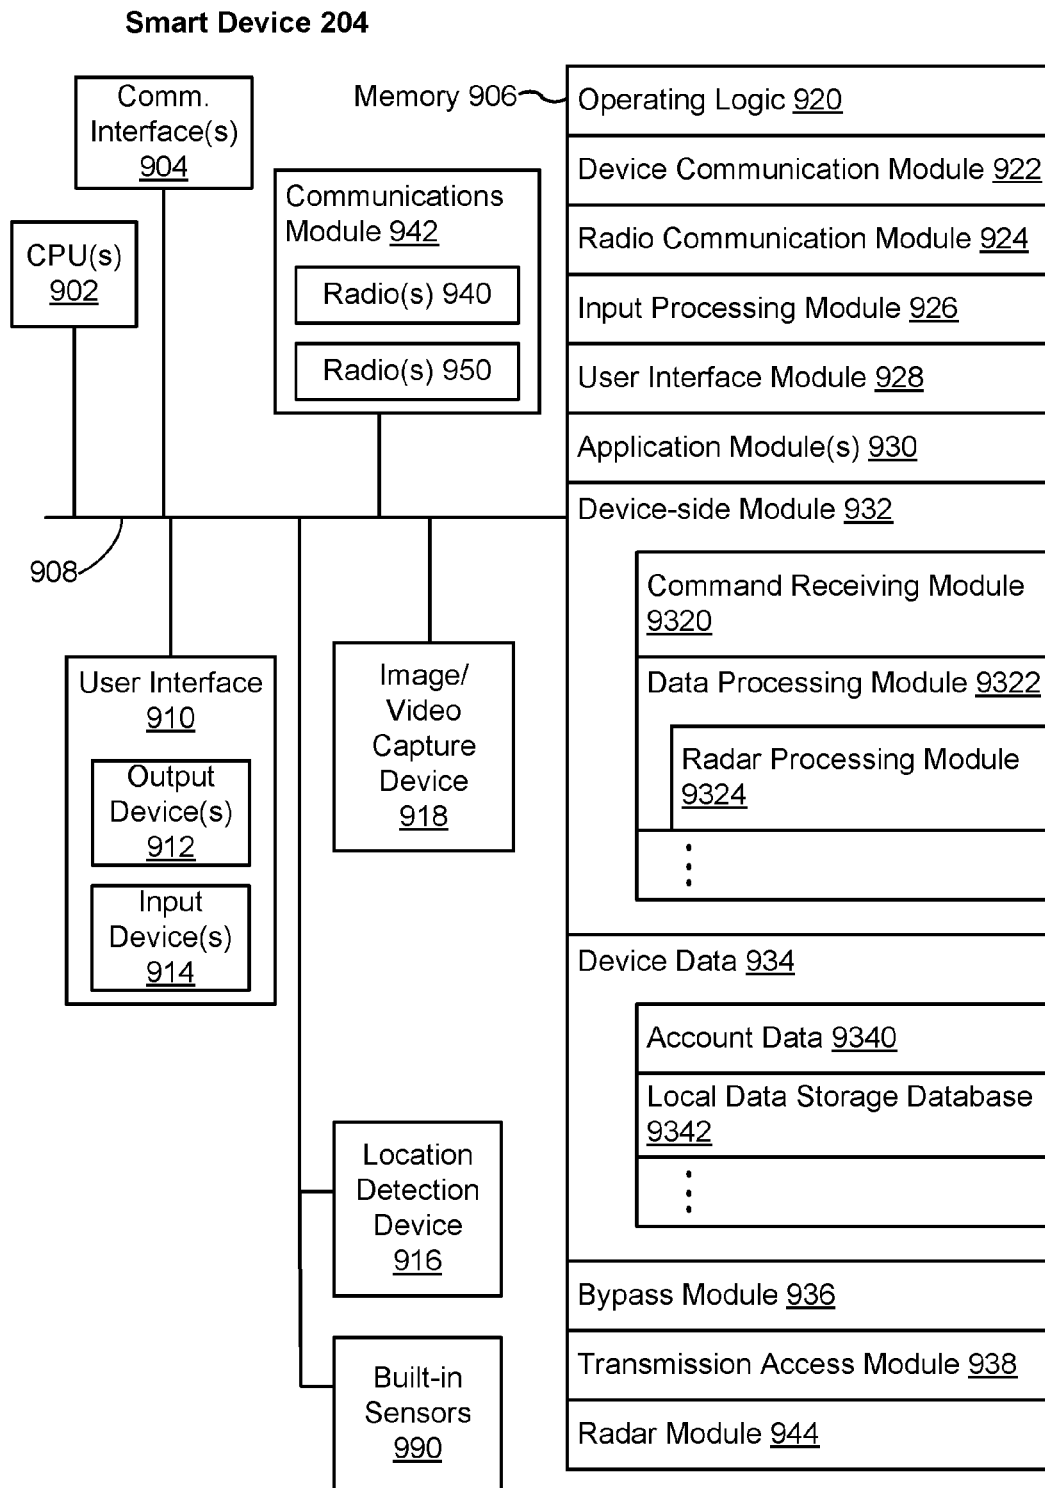 Smart Device 204
Comm.
Interface(s)
904
CPU(s)
902
Communications
Module 942
Radio(s) 940
Radio(s) 950
908
User Interface
910
Output
Device(s)
912
Input
Device(s)
914
Image/
Video
Capture
Device
918
Location
Detection
Device
916
Built-in
Sensors
990
Memory 906
Operating Logic 920
Device Communication Module 922
Radio Communication Module 924
Input Processing Module 926
User Interface Module 928
Application Module(s) 930
Device-side Module 932
Command Receiving Module
9320
Data Processing Module 9322
Radar Processing Module
9324
Device Data 934
Account Data 9340
Local Data Storage Database
9342
Bypass Module 936
Transmission Access Module 938
Radar Module 944